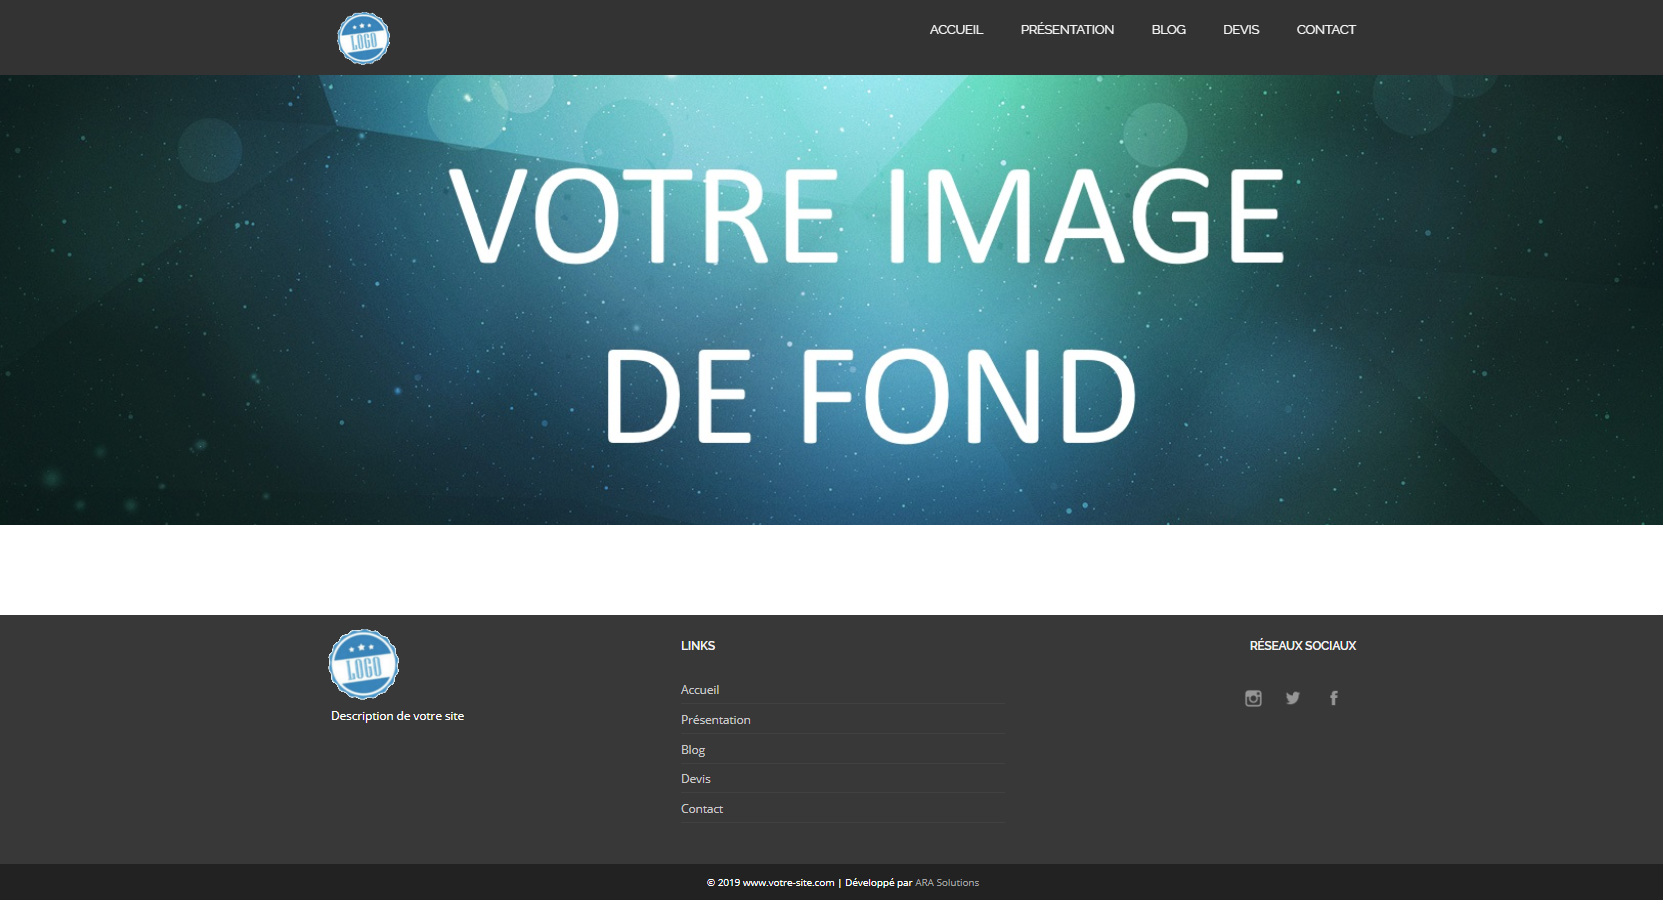 LOGO
ACCUEIL PRÉSENTATION BLOG DEVIS CONTACT
VOTRE IMAGE
DE FOND
LOGO
Description de votre site
LINKS
Accueil
Présentation
Blog
Devis
Contact
RÉSEAUX SOCIAUX
© 2019 www.votre-site.com | Développé par ARA Solutions